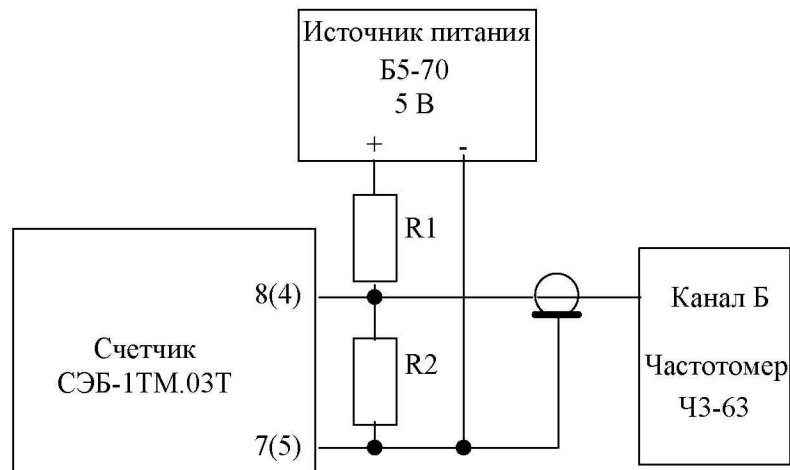 Источник питания
Б5-70
5 В
+ -
R1
8(4)
Канал Б
Счетчик
СЭБ-1ТМ.03Т
R2
Частотомер
Ч3-63
7(5)